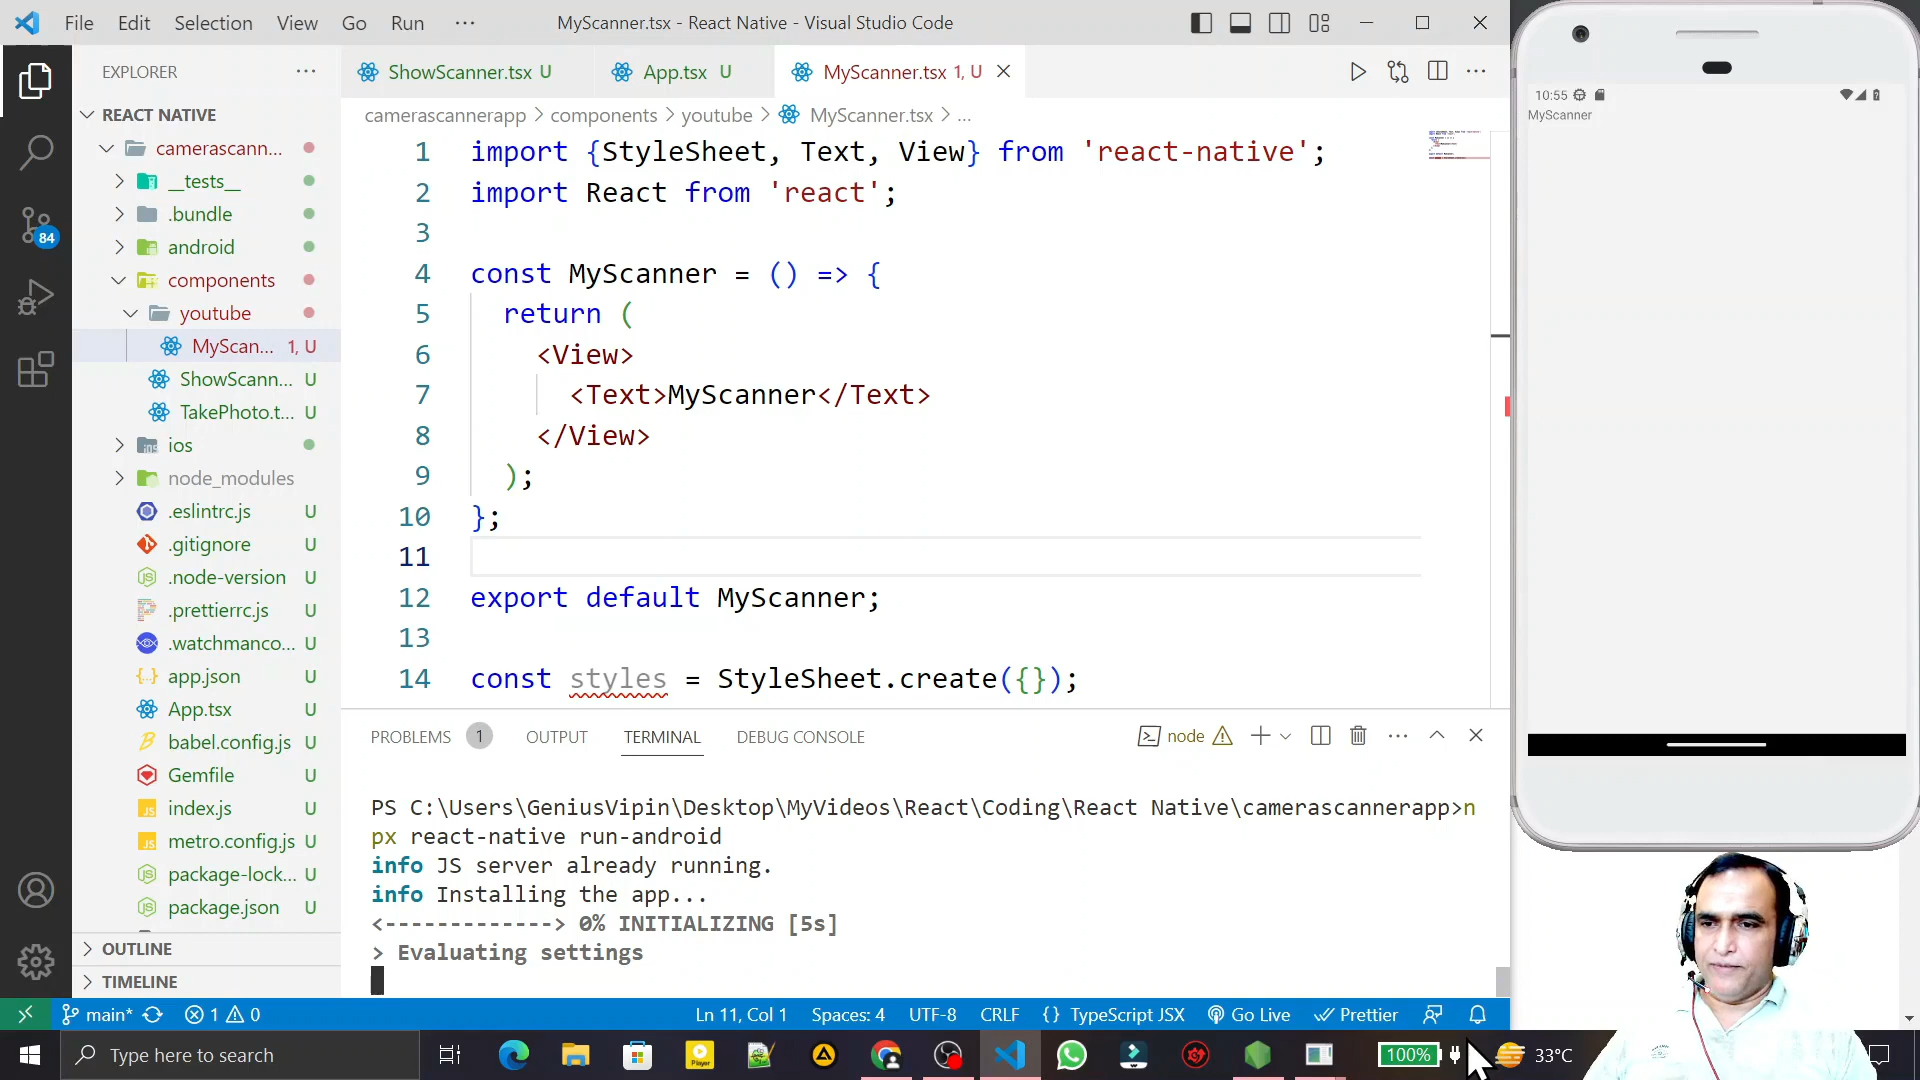 File Edit Selection View Go Run ··· MyScanner.tsx - React Native - Visual Studio Code
EXPLORER ···
REACT NATIVE
camerascann...
__tests__
.bundle
android
components
youtube
MyScan... 1, U
ShowScann... U
TakePhoto.t... U
ios
node_modules
.eslintrc.js U
.gitignore U
.node-version U
.prettierrc.js U
.watchmanco... U
app.json U
App.tsx U
babel.config.js U
Gemfile U
index.js U
metro.config.js U
package-lock... U
package.json U
OUTLINE
TIMELINE
84
ShowScanner.tsx U App.tsx U MyScanner.tsx 1, U
camerascannerapp > components > youtube > MyScanner.tsx > ...
1 import {StyleSheet, Text, View} from 'react-native';
2 import React from 'react';
3
4 const MyScanner = () => {
5 return (
6 <View>
7 <Text>MyScanner</Text>
8 </View>
9 );
10 };
11
12 export default MyScanner;
13
14 const styles = StyleSheet.create({});
PROBLEMS 1 OUTPUT TERMINAL DEBUG CONSOLE node
PS C:\Users\GeniusVipin\Desktop\MyVideos\React\Coding\React Native\camerascannerapp>n
px react-native run-android
info JS server already running.
info Installing the app...
<-------------> 0% INITIALIZING [5s]
> Evaluating settings
main* 1 0 Ln 11, Col 1 Spaces: 4 UTF-8 CRLF {} TypeScript JSX Go Live Prettier
Type here to search 100% 33°C
10:55
MyScanner